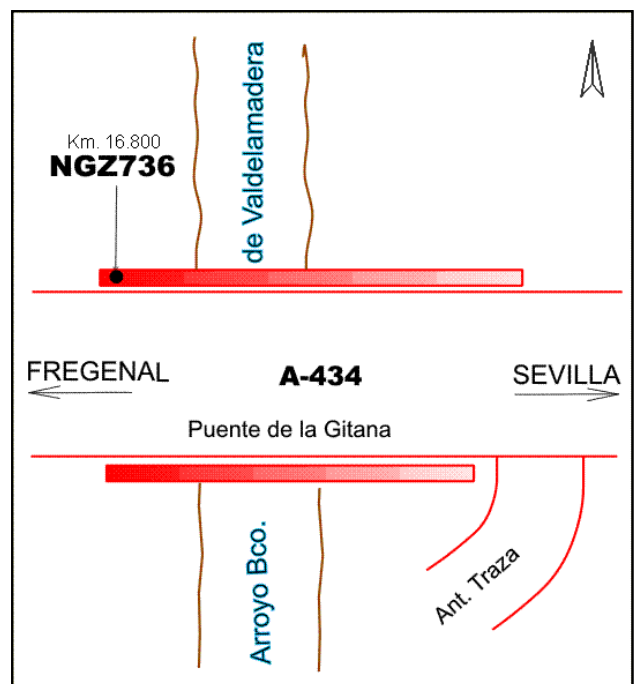 Km. 16.800
NGZ736
de Valdelamadera
FREGENAL
A-434
SEVILLA
Puente de la Gitana
Arroyo Bco.
Ant. Traza